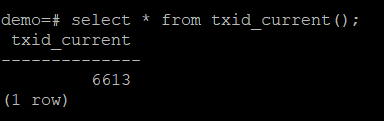 demo=# select * from txid_current();
 txid_current
--------------
         6613
(1 row)